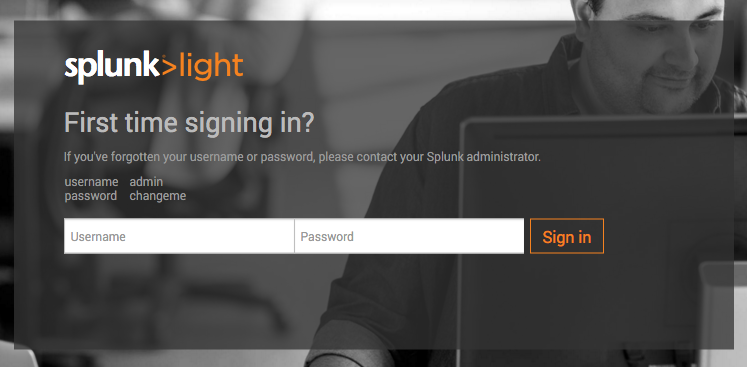 splunk>light
First time signing in?
If you've forgotten your username or password, please contact your Splunk administrator.
username admin
password changeme
Username Password Sign in